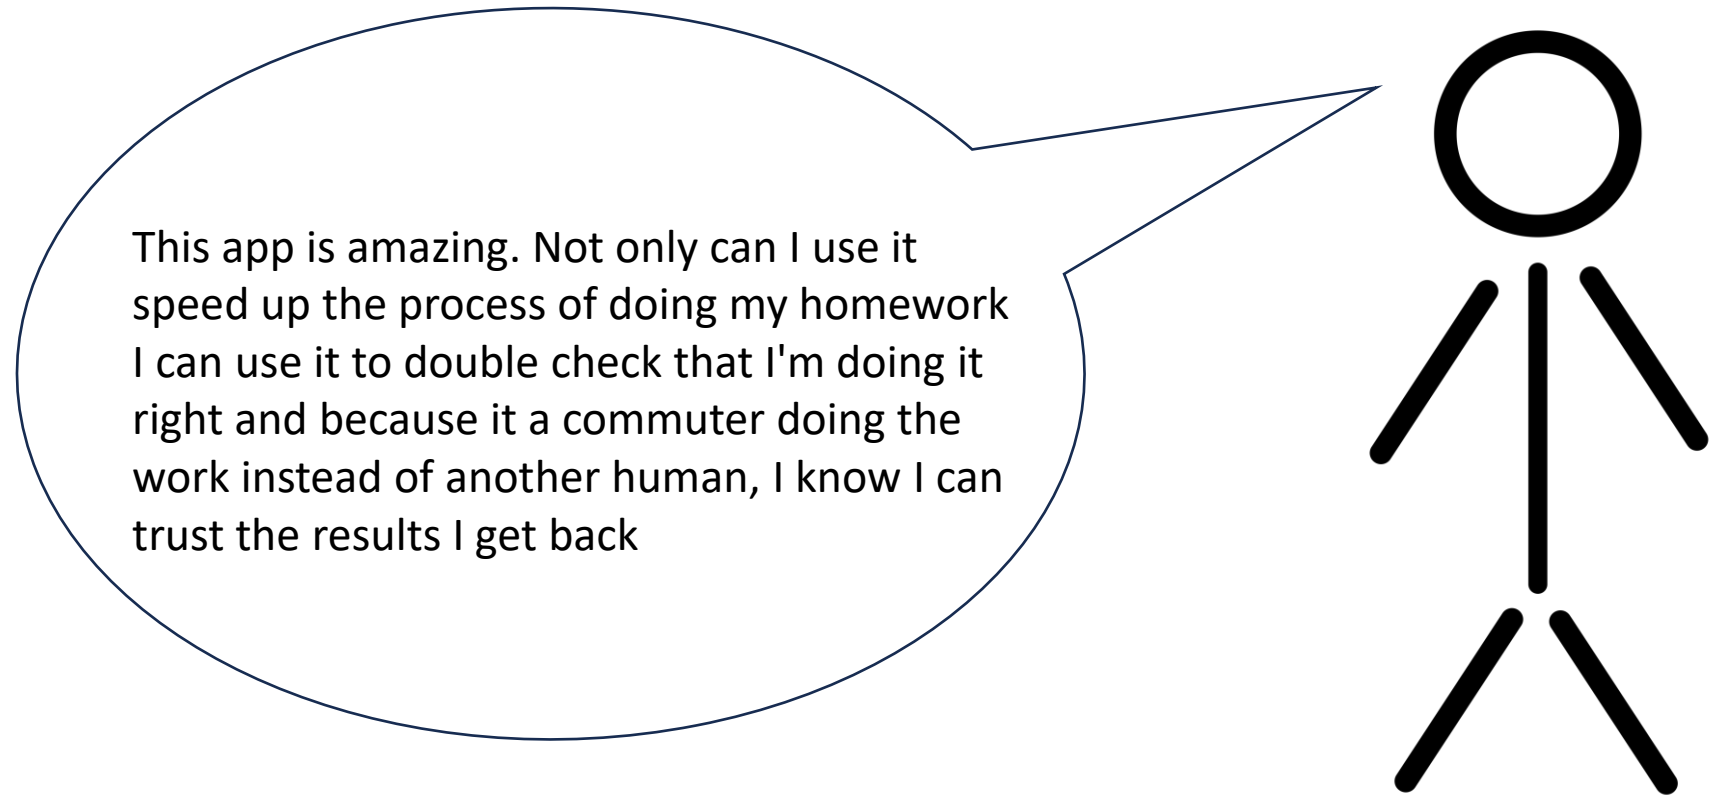 This app is amazing. Not only can I use it
speed up the process of doing my homework
I can use it to double check that I'm doing it
right and because it a commuter doing the
work instead of another human, I know I can
trust the results I get back